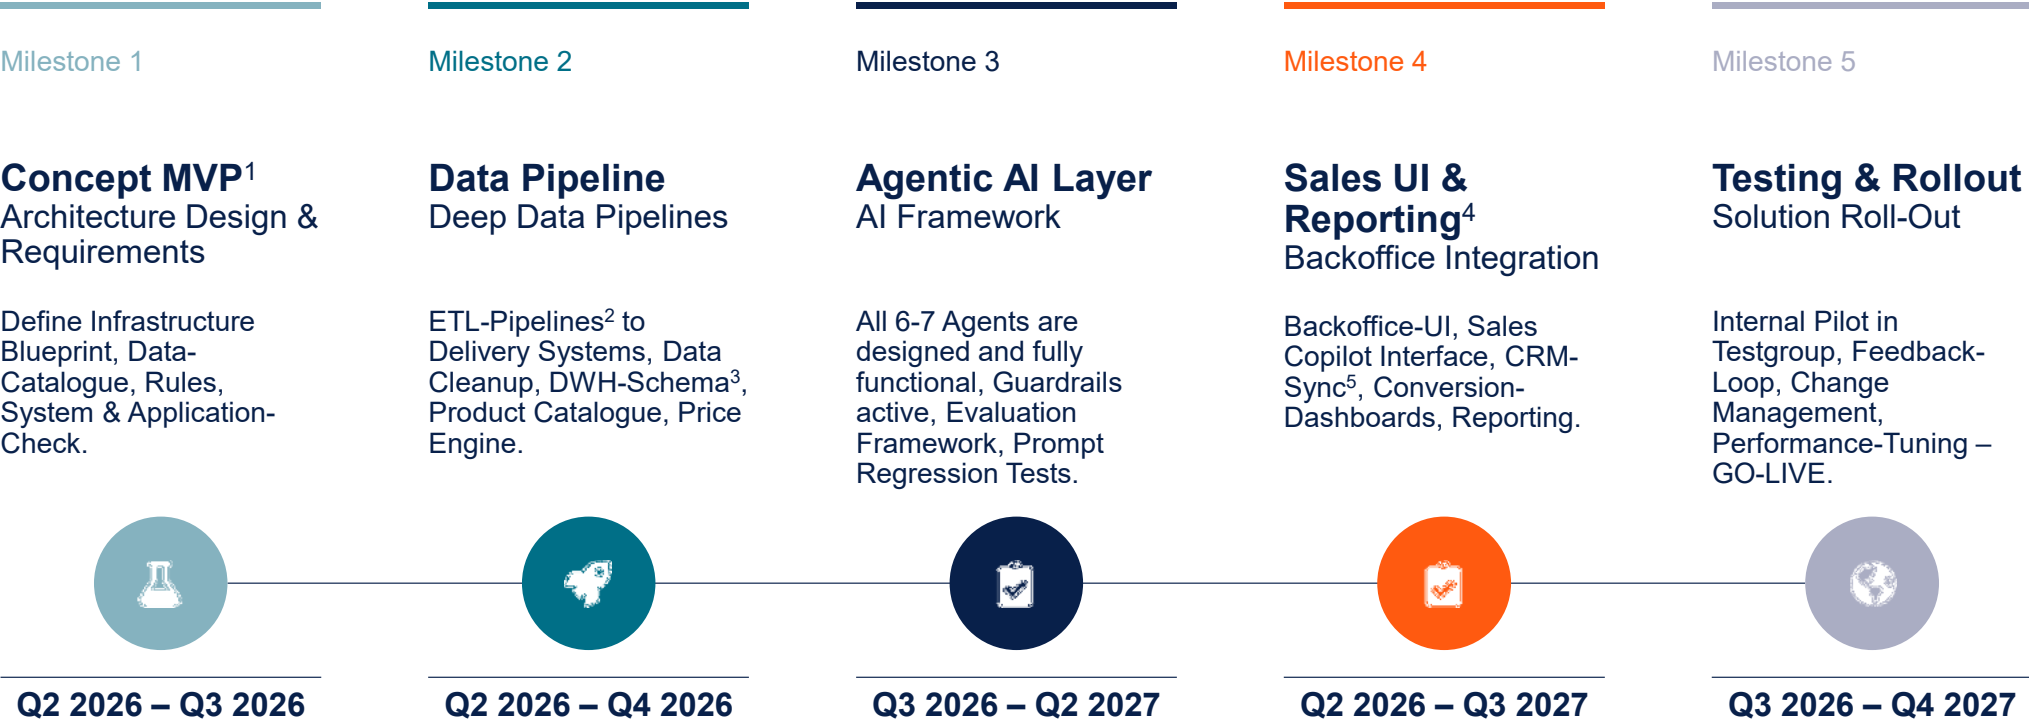 Milestone 1
Concept MVP¹
Architecture Design &
Requirements
Define Infrastructure
Blueprint, Data-
Catalogue, Rules,
System & Application-
Check.
Q2 2026 – Q3 2026
Milestone 2
Data Pipeline
Deep Data Pipelines
ETL-Pipelines² to
Delivery Systems, Data
Cleanup, DWH-Schema³,
Product Catalogue, Price
Engine.
Q2 2026 – Q4 2026
Milestone 3
Agentic AI Layer
AI Framework
All 6-7 Agents are
designed and fully
functional, Guardrails
active, Evaluation
Framework, Prompt
Regression Tests.
Q3 2026 – Q2 2027
Milestone 4
Sales UI &
Reporting⁴
Backoffice Integration
Backoffice-UI, Sales
Copilot Interface, CRM-
Sync⁵, Conversion-
Dashboards, Reporting.
Q2 2026 – Q3 2027
Milestone 5
Testing & Rollout
Solution Roll-Out
Internal Pilot in
Testgroup, Feedback-
Loop, Change
Management,
Performance-Tuning –
GO-LIVE.
Q3 2026 – Q4 2027